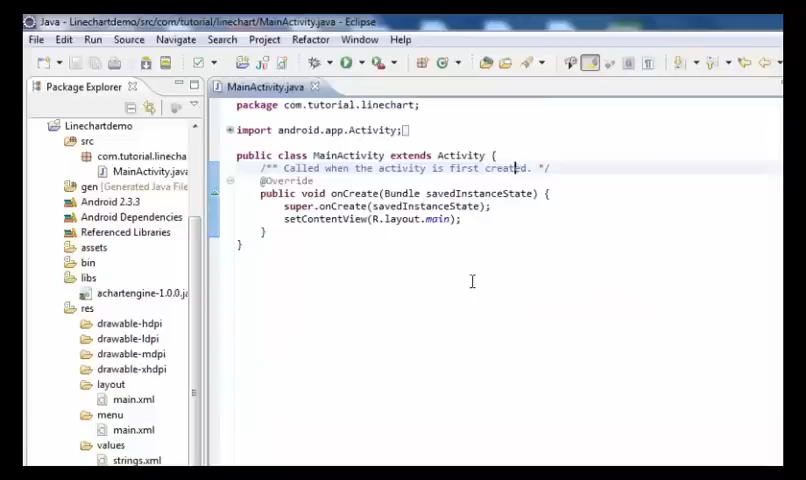 Java - Linechartdemo/src/com/tutorial/linechart/MainActivity.java - Eclipse
File Edit Run Source Navigate Search Project Refactor Window Help
Package Explorer
MainActivity.java
Linechartdemo
src
com.tutorial.linecha
MainActivity.java
gen [Generated Java File
Android 2.3.3
Android Dependencies
Referenced Libraries
assets
bin
libs
achartengine-1.0.0.ja
res
drawable-hdpi
drawable-ldpi
drawable-mdpi
drawable-xhdpi
layout
main.xml
menu
main.xml
values
strings.xml
package com.tutorial.linechart;
import android.app.Activity;
public class MainActivity extends Activity {
/** Called when the activity is first created. */
@Override
public void onCreate(Bundle savedInstanceState) {
super.onCreate(savedInstanceState);
setContentView(R.layout.main);
}
}